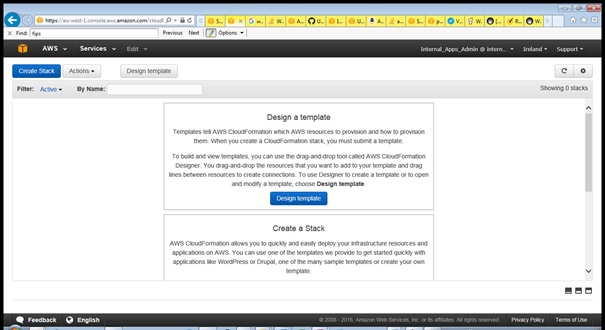 https://eu-west-1.console.aws.amazon.com/cloudf
Find: fips Previous Next Options
AWS Services Edit Internal_Apps_Admin @ intern... Ireland Support
Create Stack Actions Design template
Filter: Active By Name: Showing 0 stacks
Design a template
Templates tell AWS CloudFormation which AWS resources to provision and how to provision
them. When you create a CloudFormation stack, you must submit a template.
To build and view templates, you can use the drag-and-drop tool called AWS CloudFormation
Designer. You drag-and-drop the resources that you want to add to your template and drag
lines between resources to create connections. To use Designer to create a template or to open
and modify a template, choose Design template.
Design template
Create a Stack
AWS CloudFormation allows you to quickly and easily deploy your infrastructure resources and
applications on AWS. You can use one of the templates we provide to get started quickly with
applications like WordPress or Drupal, one of the many sample templates or create your own
template.
Feedback English © 2008 - 2016, Amazon Web Services, Inc. or its affiliates. All rights reserved. Privacy Policy Terms of Use